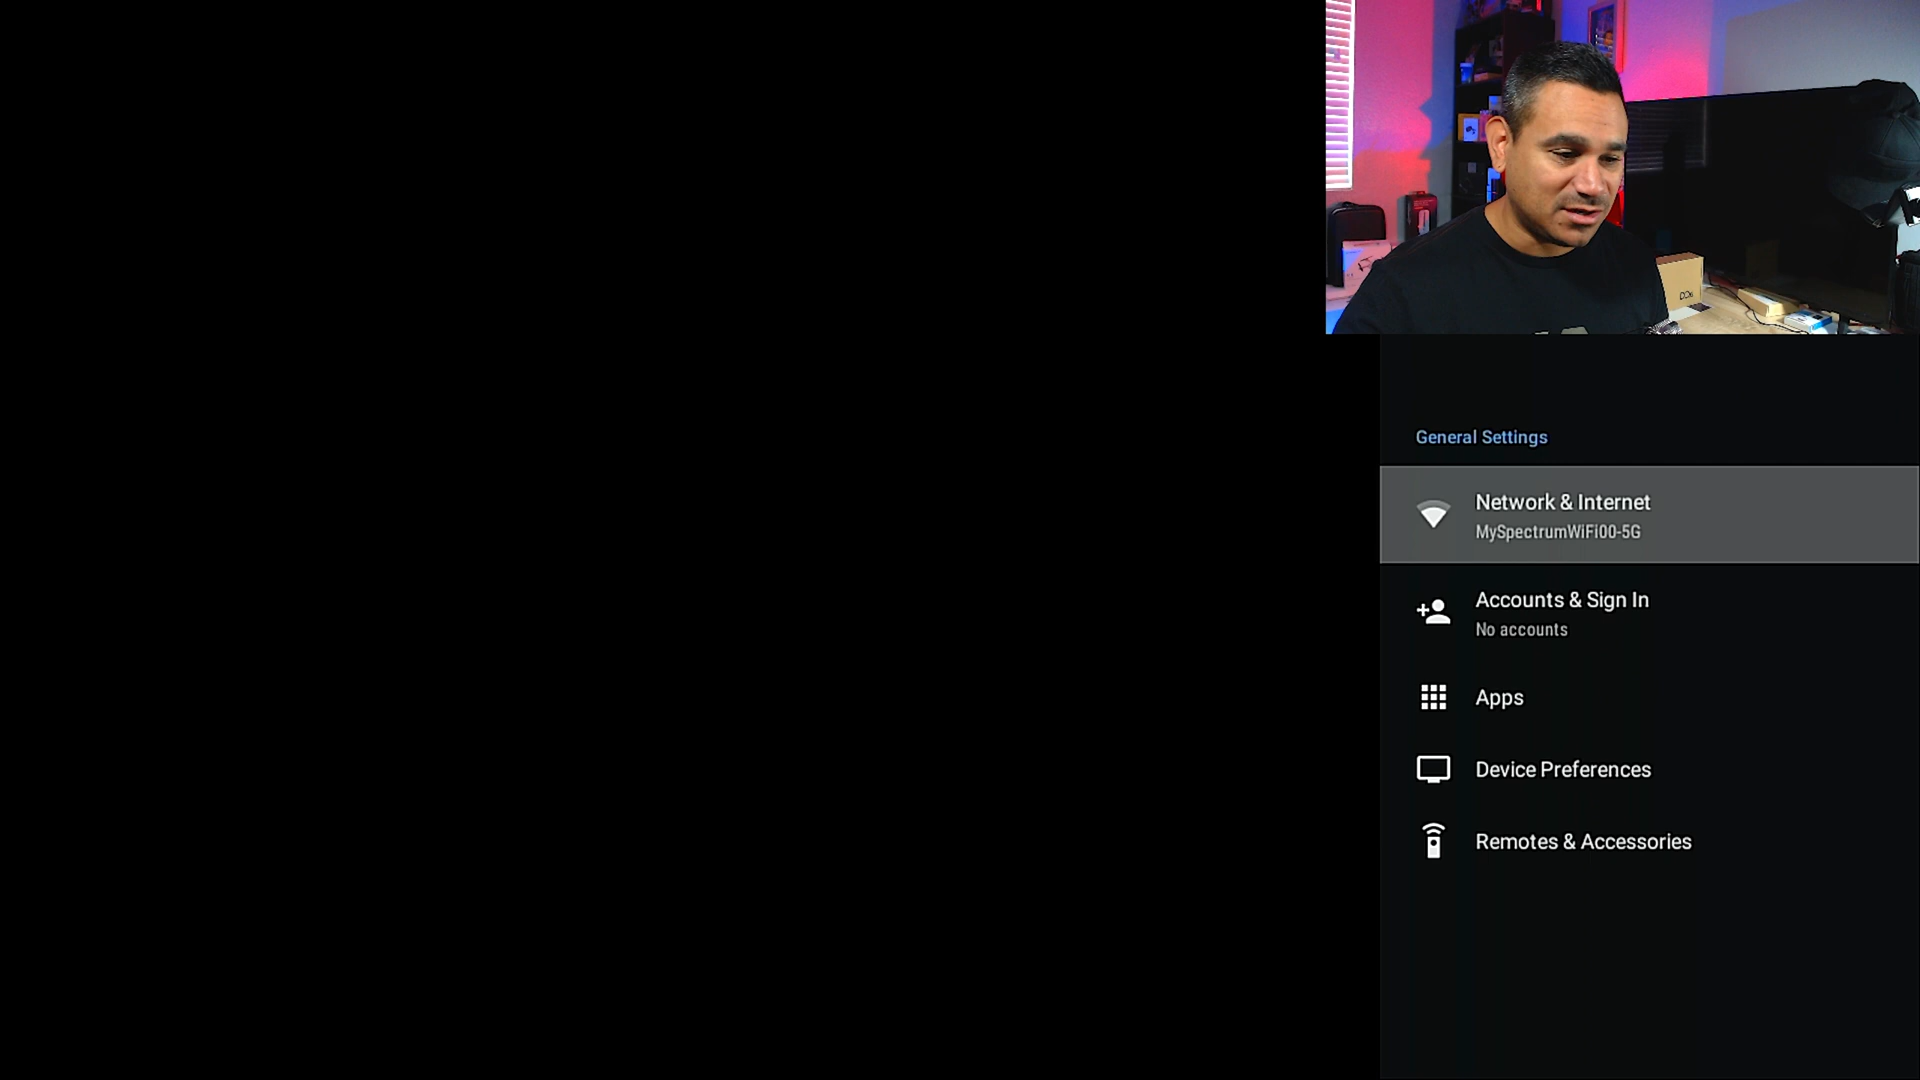 General Settings
Network & Internet
MySpectrumWiFi00-5G
Accounts & Sign In
No accounts
Apps
Device Preferences
Remotes & Accessories